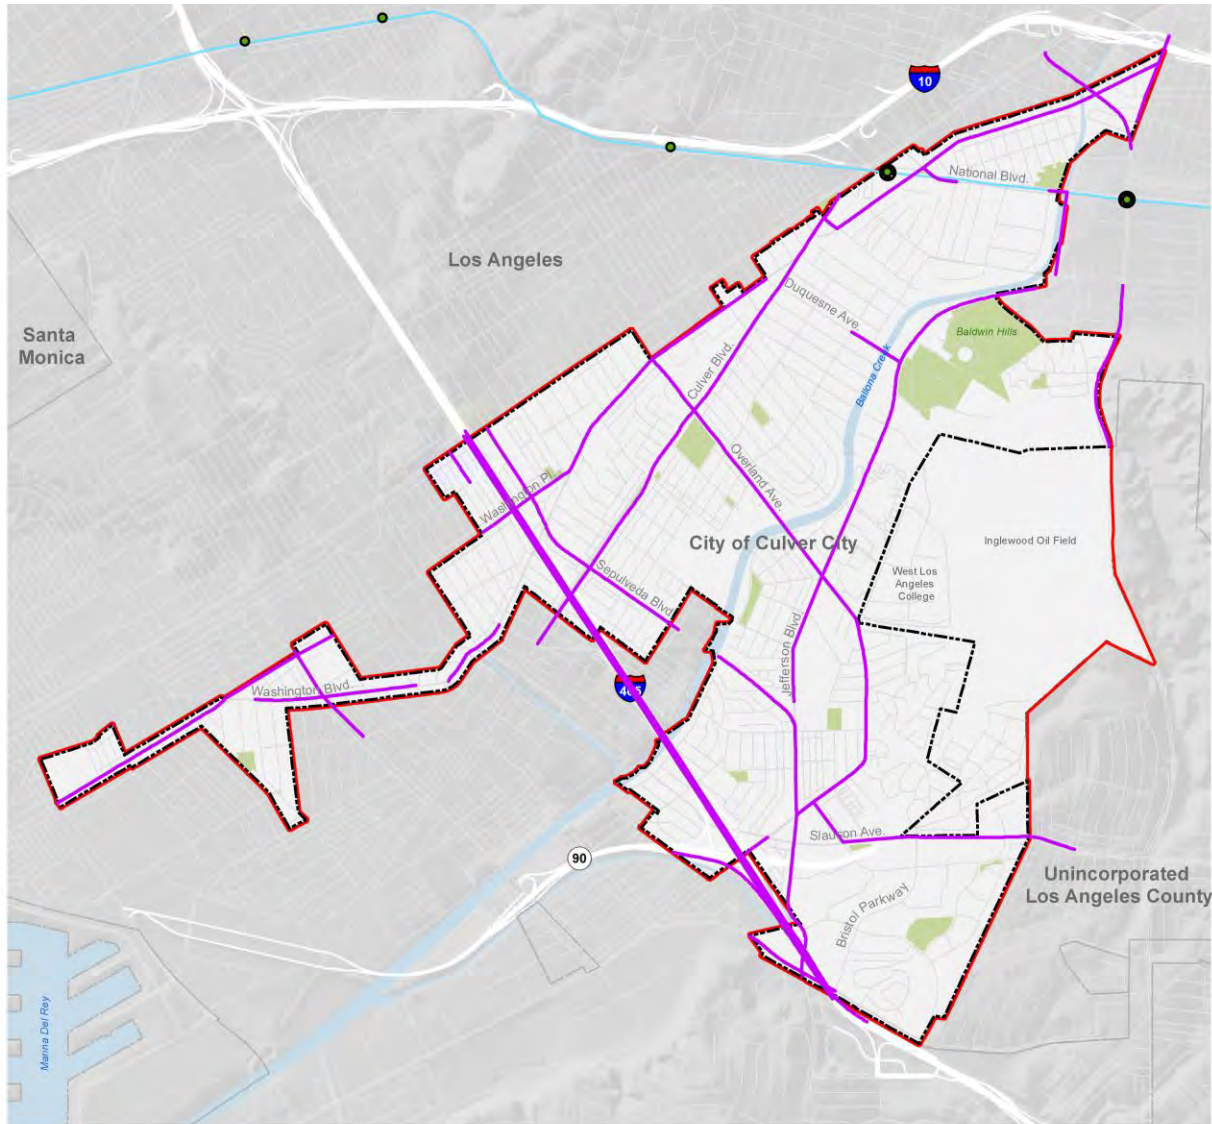 10
National Blvd.
Los Angeles
Duquesne Ave.
Santa
Monica
Baldwin Hills
Culver Blvd.
Ballona Creek
Overland Ave.
Washington Pl.
City of Culver City
Inglewood Oil Field
West Los
Angeles
College
Sepulveda Blvd.
Jefferson Blvd.
Washington Blvd.
405
Slauson Ave.
90
Unincorporated
Los Angeles County
Bristol Parkway
Marina Del Rey